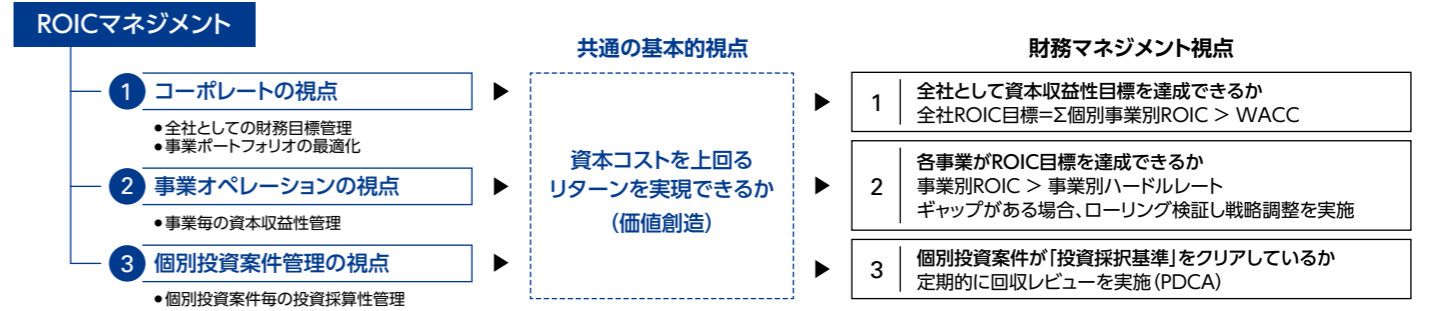 ROICマネジメント
共通の基本的視点
財務マネジメント視点
1 コーポレートの視点
●全社としての財務目標管理
●事業ポートフォリオの最適化
2 事業オペレーションの視点
●事業毎の資本収益性管理
3 個別投資案件管理の視点
●個別投資案件毎の投資採算性管理
資本コストを上回る
リターンを実現できるか
（価値創造）
1
全社として資本収益性目標を達成できるか
全社ROIC目標=Σ個別事業別ROIC > WACC
2
各事業がROIC目標を達成できるか
事業別ROIC > 事業別ハードルレート
ギャップがある場合、ローリング検証し戦略調整を実施
3
個別投資案件が「投資採択基準」をクリアしているか
定期的に回収レビューを実施（PDCA）